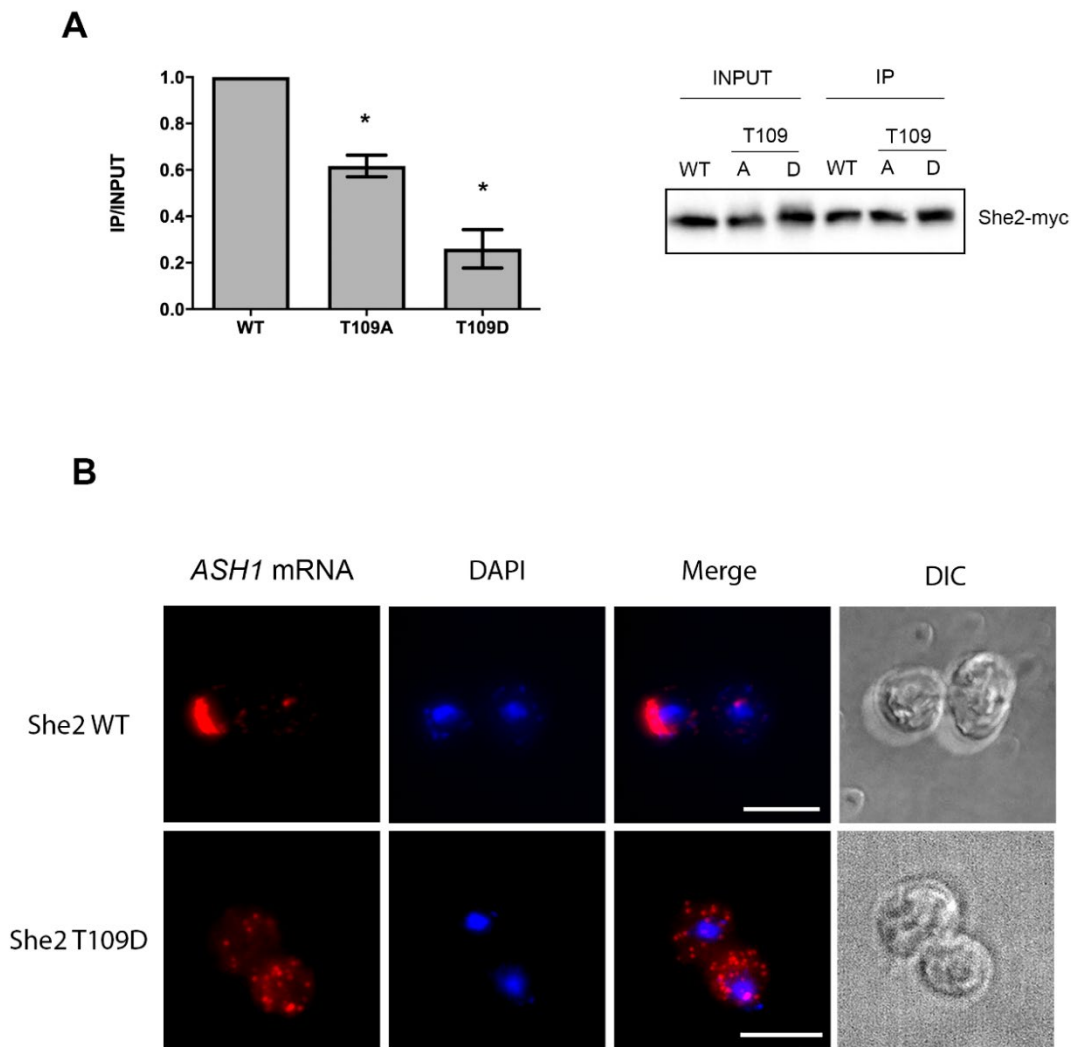 A
IP/INPUT
1.0
0.8
0.6
0.4
0.2
0.0
*
*
WT T109A T109D
INPUT IP
T109 T109
WT A D WT A D
She2-myc
B
ASH1 mRNA DAPI Merge DIC
She2 WT
She2 T109D